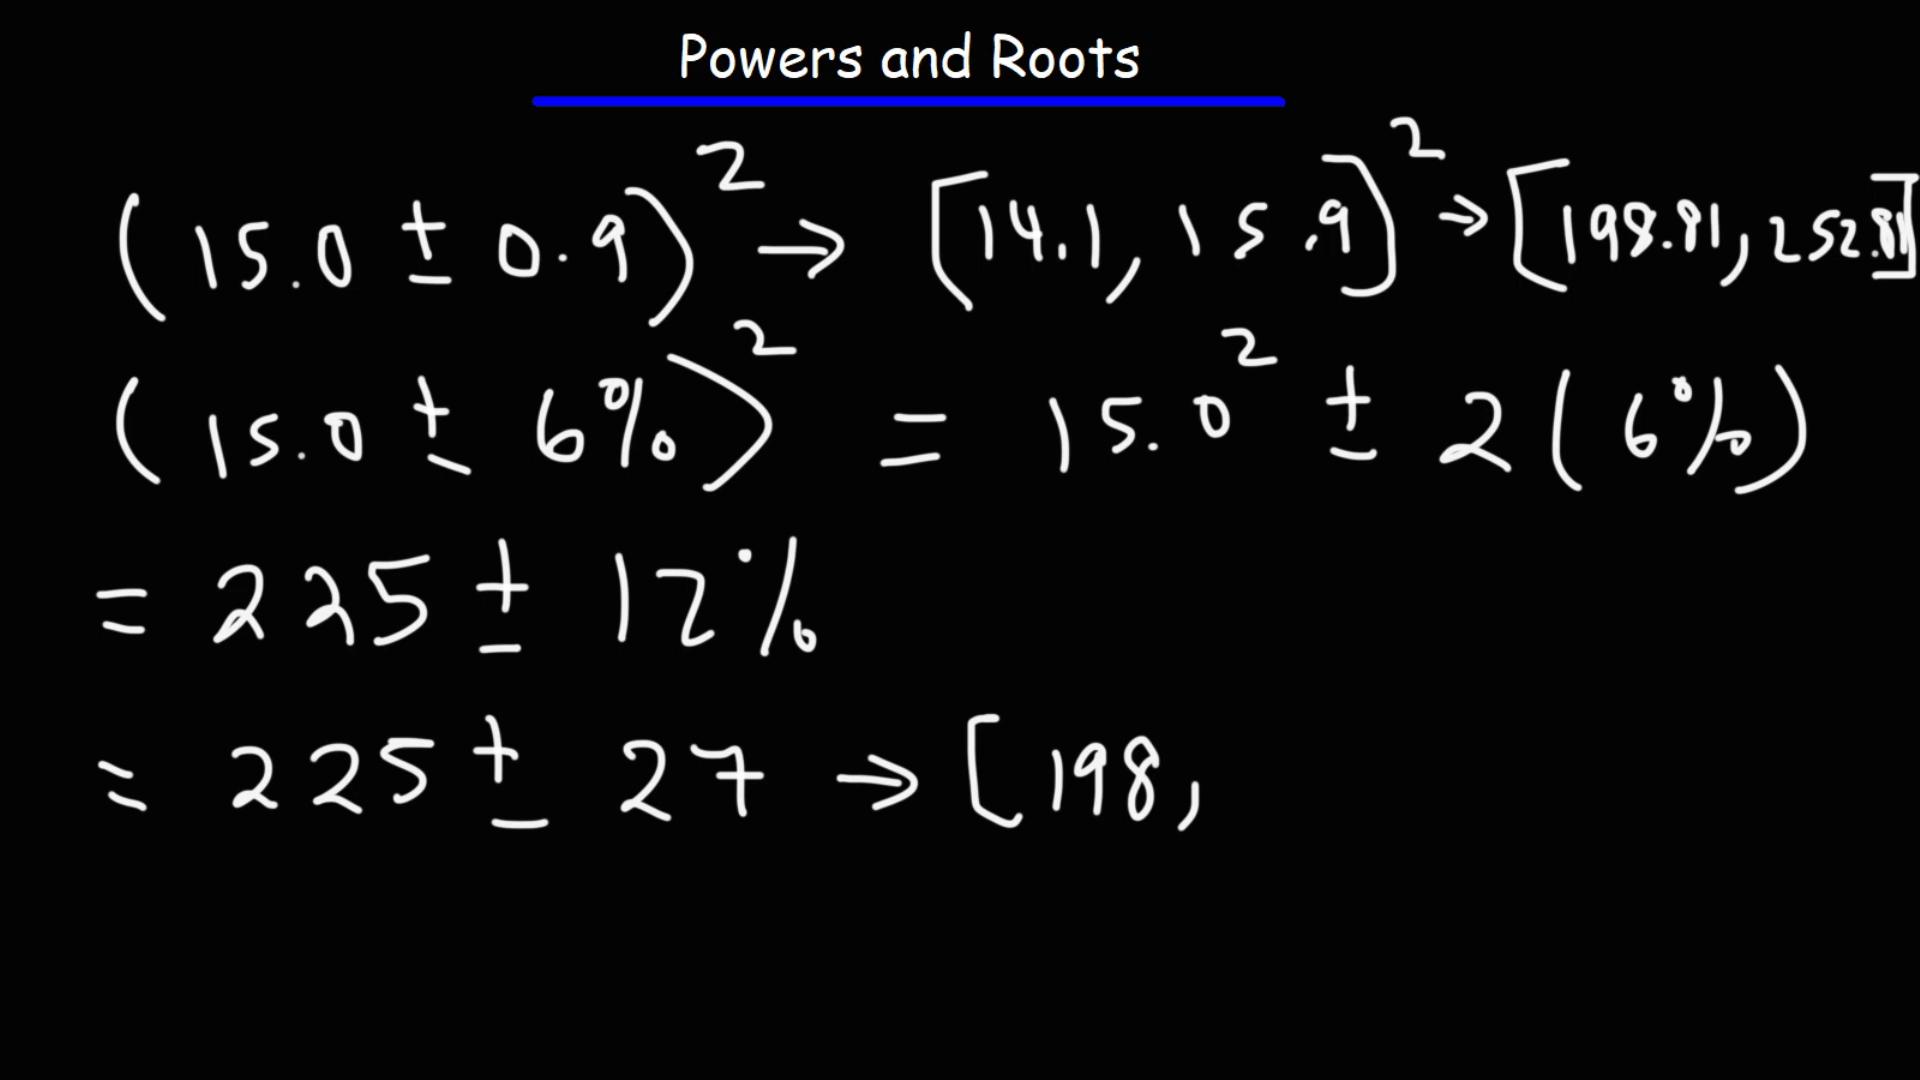 Powers and Roots
(15.0 ± 0.9)² → [14.1, 15.9]² → [198.81, 252.81]
(15.0 ± 6%)² = 15.0² ± 2(6%)
= 225 ± 12%
= 225 ± 27 → [198,